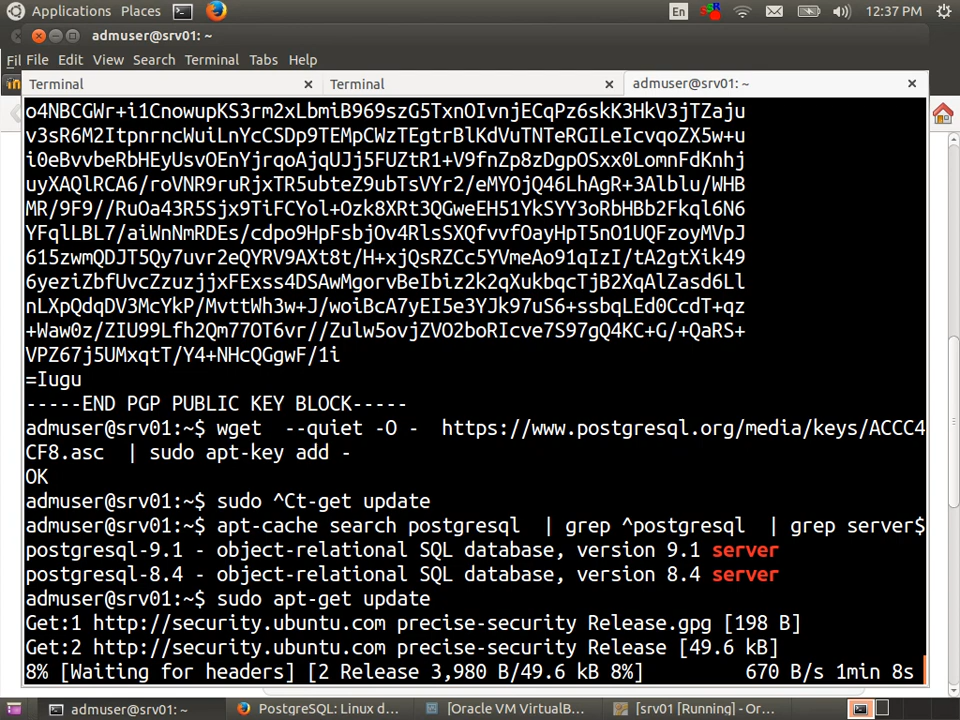 Applications Places En 12:37 PM
admuser@srv01: ~
Fil File Edit View Search Terminal Tabs Help
Terminal Terminal admuser@srv01: ~
o4NBCGWr+i1CnowupKS3rm2xLbmiB969szG5TxnOIvnjECqPz6skK3HkV3jTZaju
v3sR6M2ItpnrncWuiLnYcCSDp9TEMpCWzTEgtrBlKdVuTNTeRGILeIcvqoZX5w+u
i0eBvvbeRbHEyUsvOEnYjrqoAjqUJj5FUZtR1+V9fnZp8zDgpOSxx0LomnFdKnhj
uyXAQlRCA6/roVNR9ruRjxTR5ubteZ9ubTsVYr2/eMYOjQ46LhAgR+3Alblu/WHB
MR/9F9//RuOa43R5Sjx9TiFCYol+Ozk8XRt3QGweEH51YkSYY3oRbHBb2Fkql6N6
YFqlLBL7/aiWnNmRDEs/cdpo9HpFsbjOv4RlsSXQfvvfOayHpT5nO1UQFzoyMVpJ
615zwmQDJT5Qy7uvr2eQYRV9AXt8t/H+xjQsRZCc5YVmeAo91qIzI/tA2gtXik49
6yeziZbfUvcZzuzjjxFExss4DSAwMgorvBeIbiz2k2qXukbqcTjB2XqAlZasd6Ll
nLXpQdqDV3McYkP/MvttWh3w+J/woiBcA7yEI5e3YJk97uS6+ssbqLEd0CcdT+qz
+Waw0z/ZIU99Lfh2Qm77OT6vr//Zulw5ovjZVO2boRIcve7S97gQ4KC+G/+QaRS+
VPZ67j5UMxqtT/Y4+NHcQGgwF/1i
=Iugu
-----END PGP PUBLIC KEY BLOCK-----
admuser@srv01:~$ wget  --quiet -O -  https://www.postgresql.org/media/keys/ACCC4
CF8.asc  | sudo apt-key add -
OK
admuser@srv01:~$ sudo ^Ct-get update
admuser@srv01:~$ apt-cache search postgresql  | grep ^postgresql  | grep server$
postgresql-9.1 - object-relational SQL database, version 9.1 server
postgresql-8.4 - object-relational SQL database, version 8.4 server
admuser@srv01:~$ sudo apt-get update
Get:1 http://security.ubuntu.com precise-security Release.gpg [198 B]
Get:2 http://security.ubuntu.com precise-security Release [49.6 kB]
8% [Waiting for headers] [2 Release 3,980 B/49.6 kB 8%] 670 B/s 1min 8s
admuser@srv01: ~ PostgreSQL: Linux d... [Oracle VM VirtualB... [srv01 [Running] - Or...